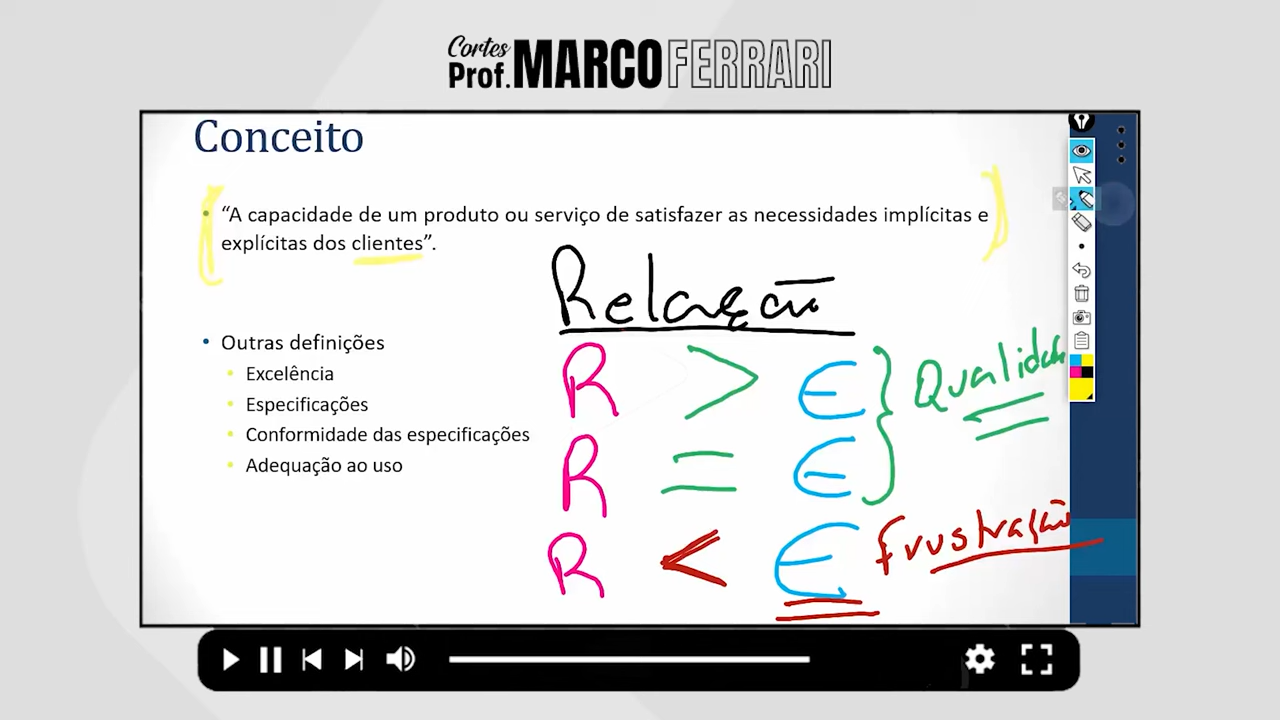 Cortes
Prof. MARCO FERRARI
Conceito
• “A capacidade de um produto ou serviço de satisfazer as necessidades implícitas e
explícitas dos clientes”.
Relação
• Outras definições
• Excelência
• Especificações
• Conformidade das especificações
• Adequação ao uso
R > E } Qualidade
R = E
R < E Frustração